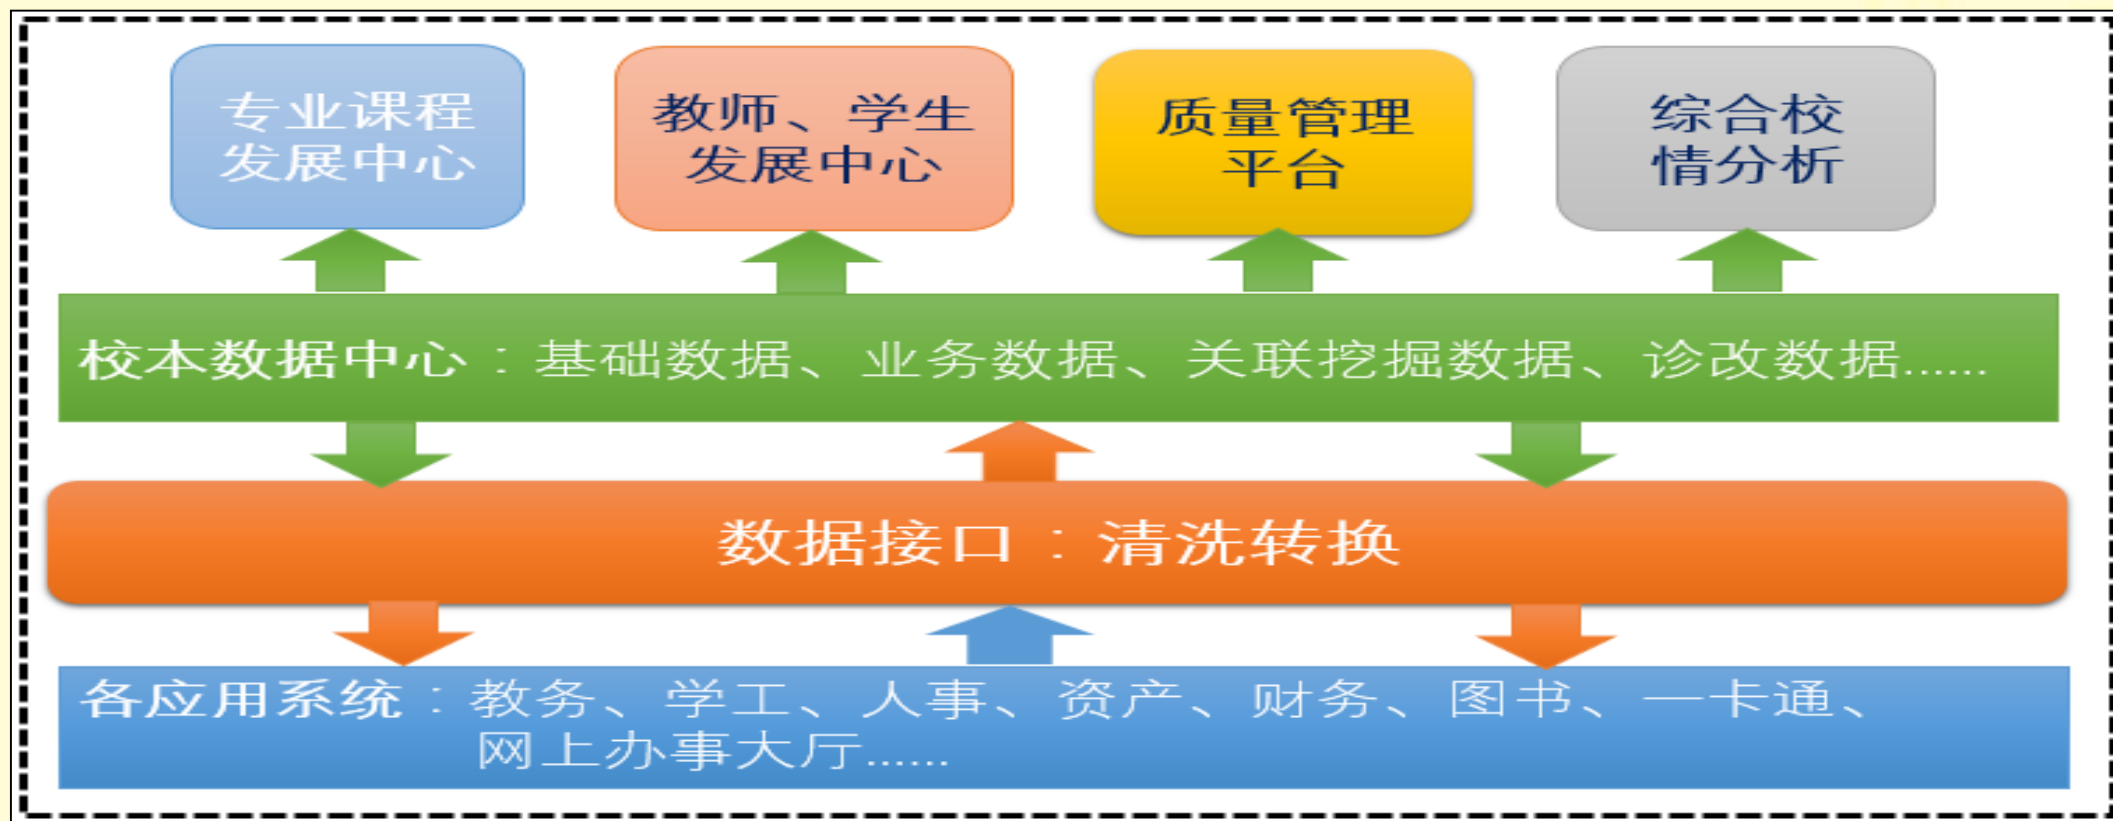 专业课程
发展中心
教师、学生
发展中心
质量管理
平台
综合校
情分析
校本数据中心：基础数据、业务数据、关联挖掘数据、诊改数据......
数据接口：清洗转换
各应用系统：教务、学工、人事、资产、财务、图书、一卡通、
网上办事大厅......